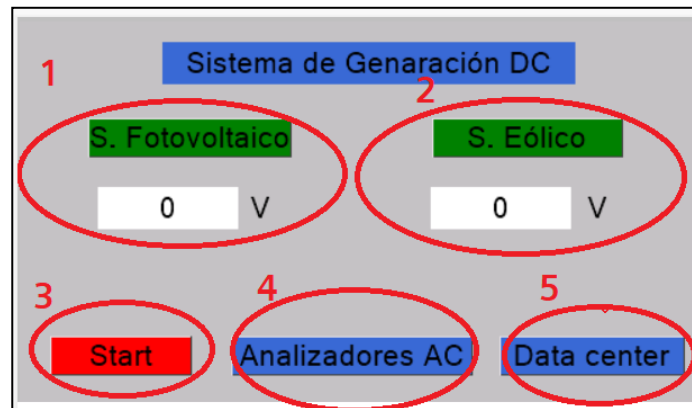 Sistema de Genaración DC
1
2
S. Fotovoltaico
S. Eólico
0 V
0 V
3
4
5
Start
Analizadores AC
Data center